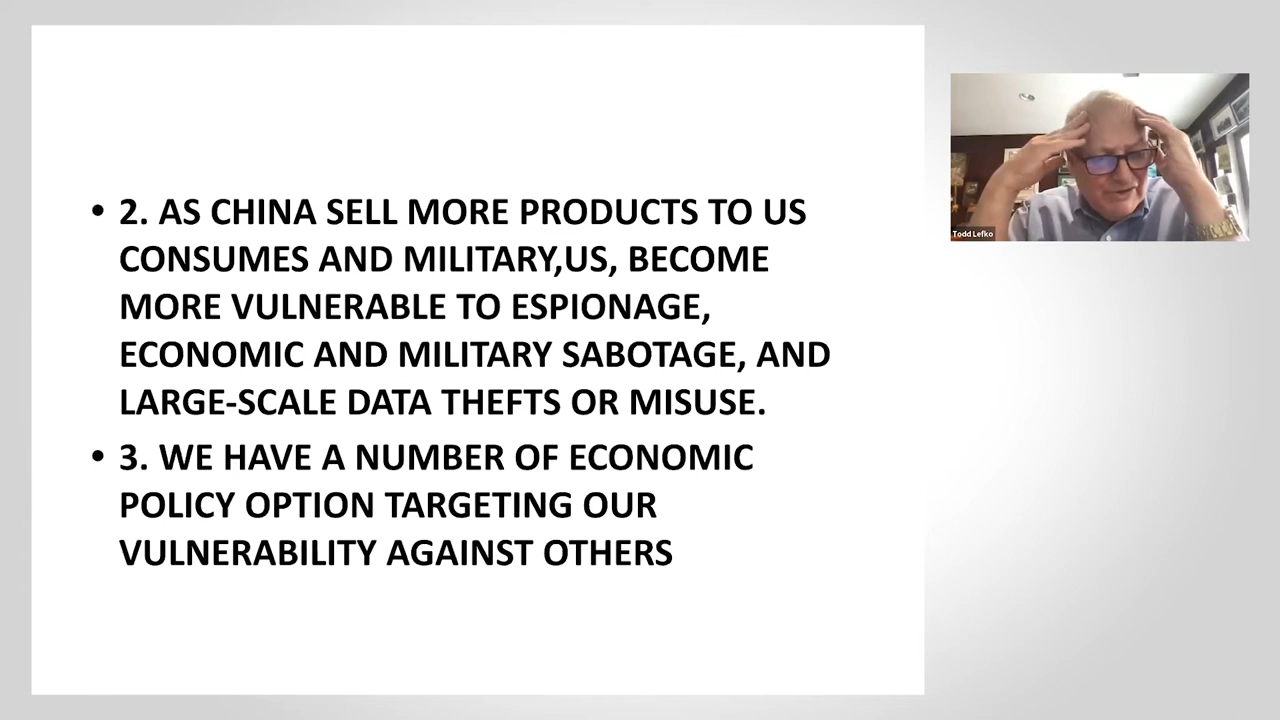 • 2. AS CHINA SELL MORE PRODUCTS TO US
CONSUMES AND MILITARY,US, BECOME
MORE VULNERABLE TO ESPIONAGE,
ECONOMIC AND MILITARY SABOTAGE, AND
LARGE-SCALE DATA THEFTS OR MISUSE.
• 3. WE HAVE A NUMBER OF ECONOMIC
POLICY OPTION TARGETING OUR
VULNERABILITY AGAINST OTHERS
Todd Lefko